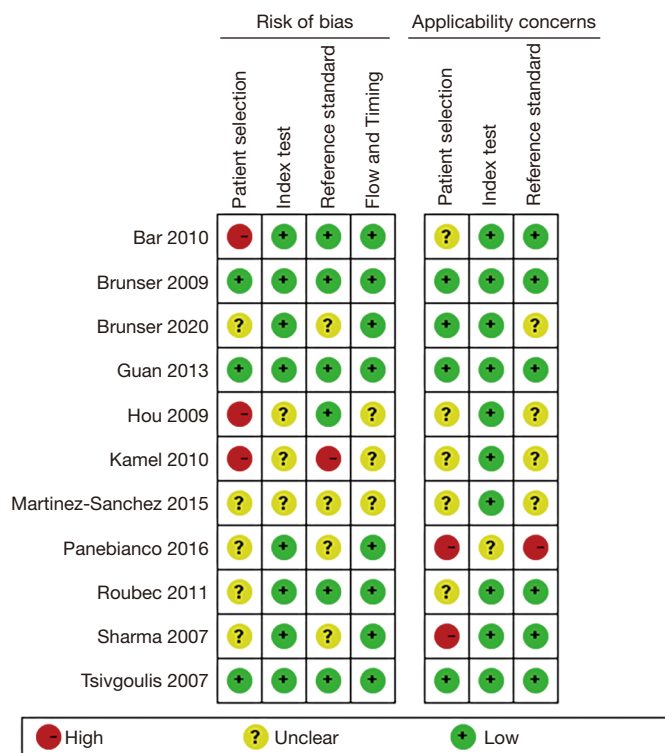 Risk of bias Applicability concerns
Patient selection
Index test
Reference standard
Flow and Timing
Patient selection
Index test
Reference standard
Bar 2010 - + + + ? + +
Brunser 2009 + + + + + + +
Brunser 2020 ? + ? + + + ?
Guan 2013 + + + + + + +
Hou 2009 - ? + ? ? + ?
Kamel 2010 - ? - ? ? + ?
Martinez-Sanchez 2015 ? ? ? ? ? + ?
Panebianco 2016 ? + ? + - ? -
Roubec 2011 ? + + + ? + +
Sharma 2007 ? + ? + - + +
Tsivgoulis 2007 + + + + + + +
- High ? Unclear + Low